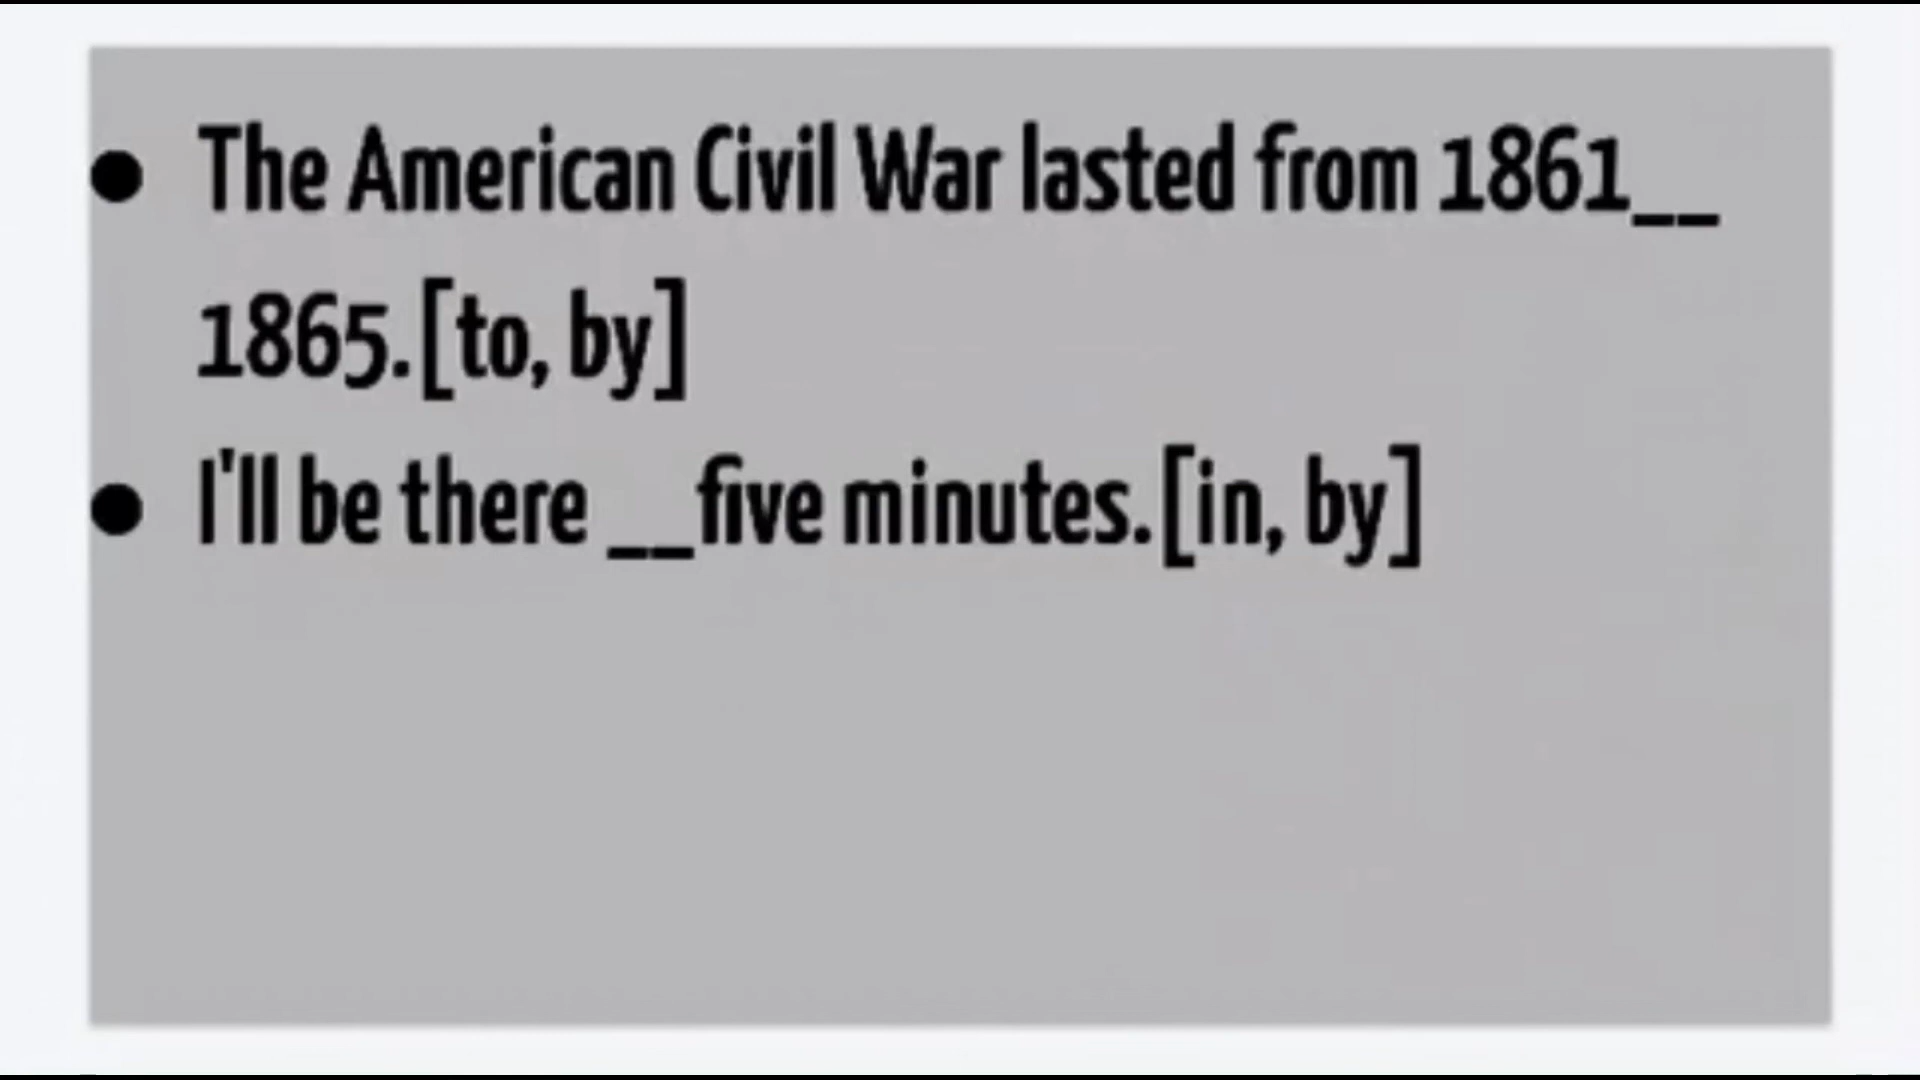 • The American Civil War lasted from 1861__
1865.[to, by]
• I'll be there __five minutes.[in, by]